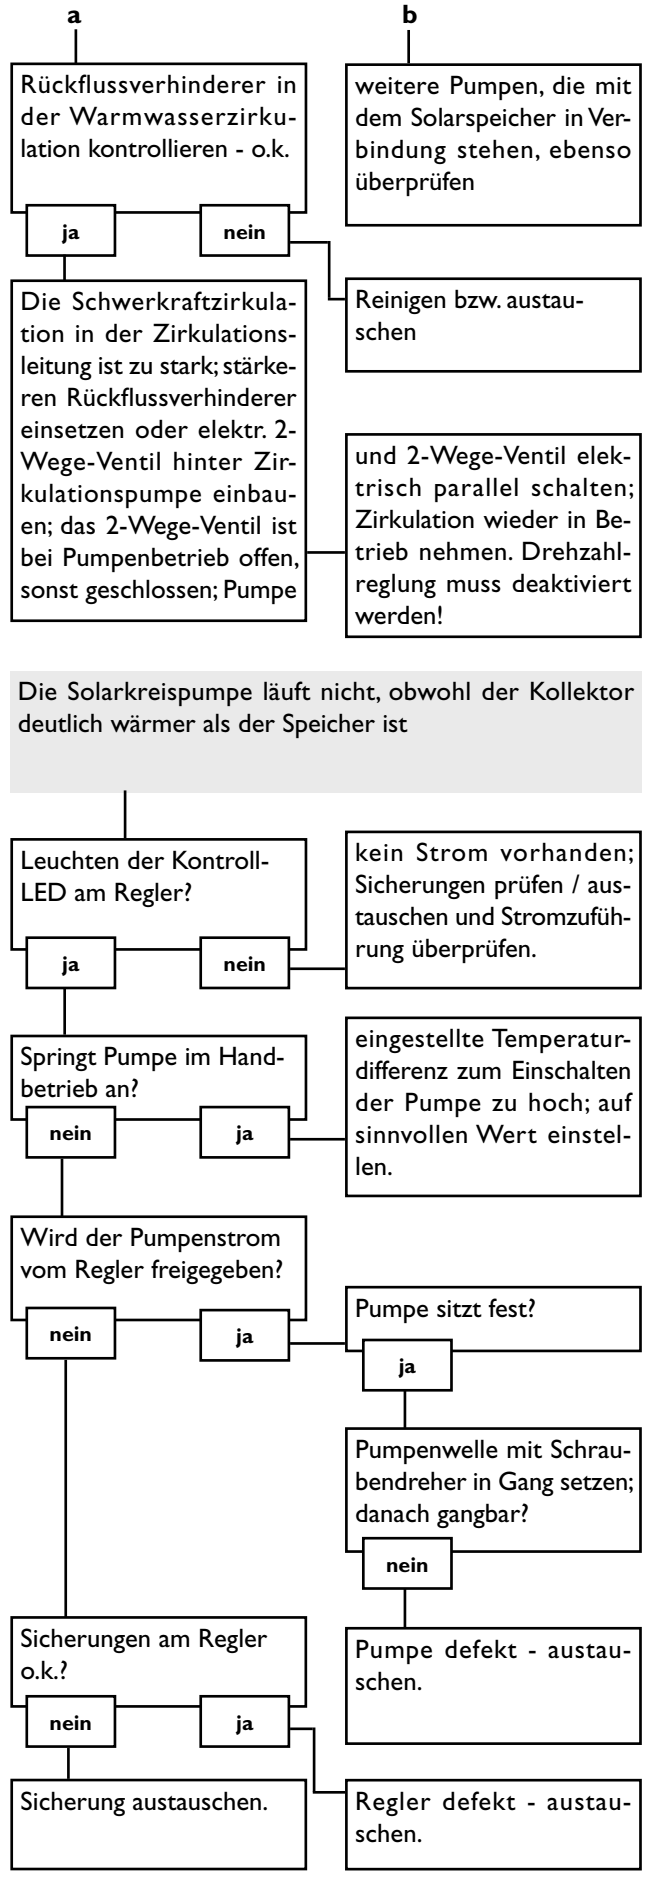 a
b
Rückflussverhinderer in
der Warmwasserzirku-
lation kontrollieren - o.k.
weitere Pumpen, die mit
dem Solarspeicher in Ver-
bindung stehen, ebenso
überprüfen
ja
nein
Reinigen bzw. austau-
schen
Die Schwerkraftzirkula-
tion in der Zirkulations-
leitung ist zu stark; stärke-
ren Rückflussverhinderer
einsetzen oder elektr. 2-
Wege-Ventil hinter Zir-
kulationspumpe einbau-
en; das 2-Wege-Ventil ist
bei Pumpenbetrieb offen,
sonst geschlossen; Pumpe
und 2-Wege-Ventil elek-
trisch parallel schalten;
Zirkulation wieder in Be-
trieb nehmen. Drehzahl-
reglung muss deaktiviert
werden!
Die Solarkreispumpe läuft nicht, obwohl der Kollektor
deutlich wärmer als der Speicher ist
Leuchten der Kontroll-
LED am Regler?
ja
nein
kein Strom vorhanden;
Sicherungen prüfen / aus-
tauschen und Stromzufüh-
rung überprüfen.
Springt Pumpe im Hand-
betrieb an?
nein
ja
eingestellte Temperatur-
differenz zum Einschalten
der Pumpe zu hoch; auf
sinnvollen Wert einstel-
len.
Wird der Pumpenstrom
vom Regler freigegeben?
nein
ja
Pumpe sitzt fest?
ja
Pumpenwelle mit Schrau-
bendreher in Gang setzen;
danach gangbar?
nein
Pumpe defekt - austau-
schen.
Sicherungen am Regler
o.k.?
nein
ja
Sicherung austauschen.
Regler defekt - austau-
schen.